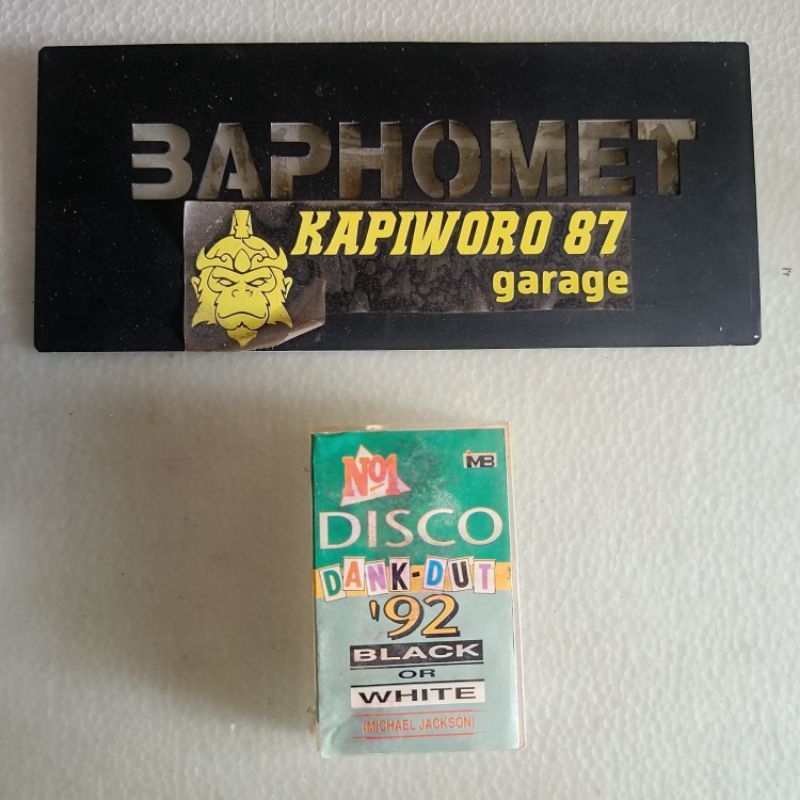 BAPHOMET
KAPIWORO 87
garage
No1
MB
DISCO
DANK-DUT
'92
BLACK
OR
WHITE
(MICHAEL JACKSON)